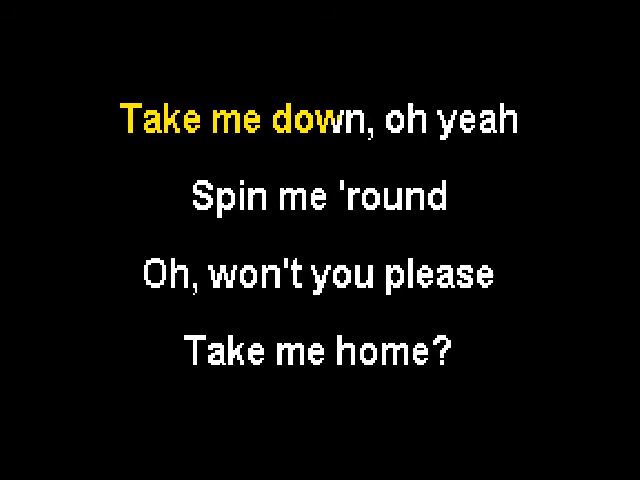 Take me down, oh yeah
Spin me 'round
Oh, won't you please
Take me home?